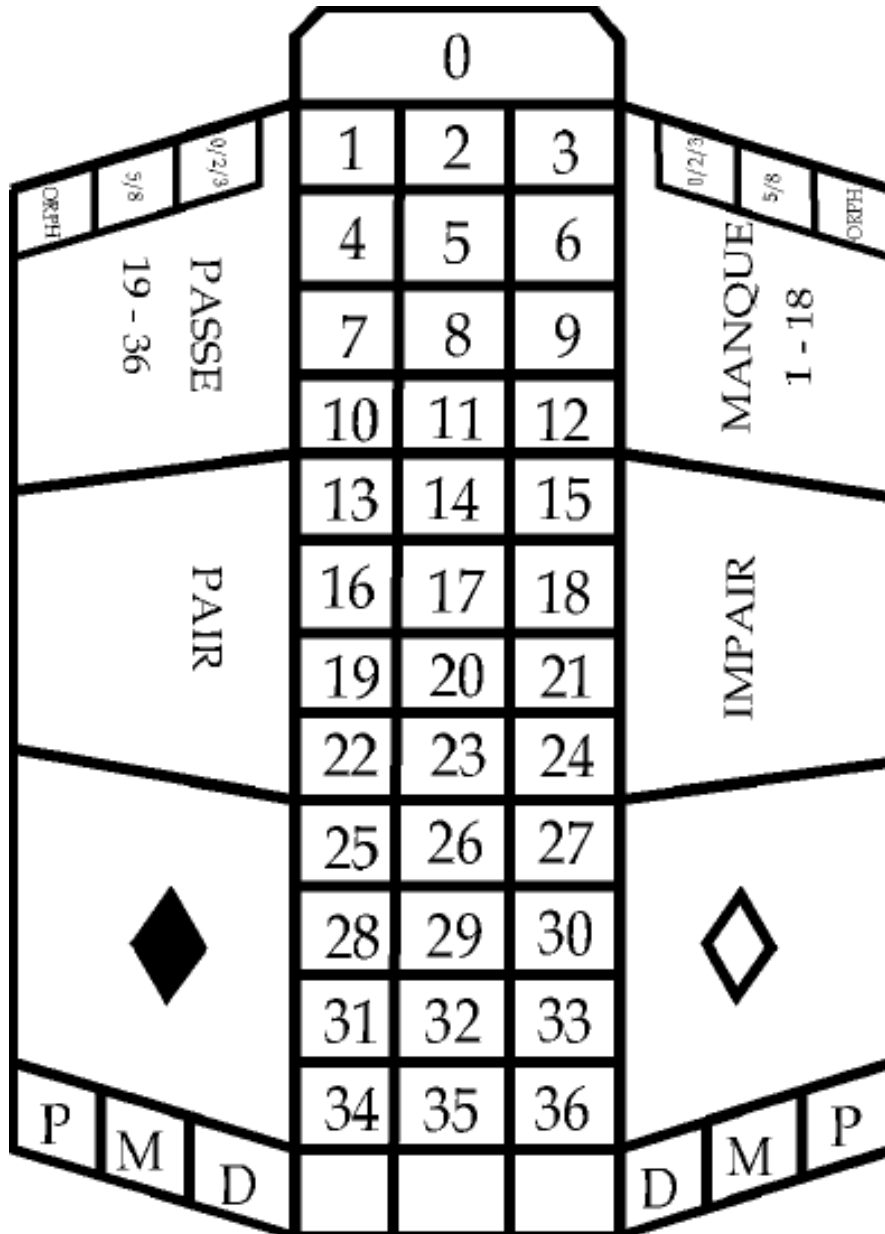 0
1 2 3
0/2/3
5/8
ORPH
0/2/3
5/8
ORPH
4 5 6
PASSE
19 - 36
MANQUE
1 - 18
7 8 9
10 11 12
13 14 15
PAIR
IMPAIR
16 17 18
19 20 21
22 23 24
25 26 27
28 29 30
31 32 33
34 35 36
P
M
D
D
M
P